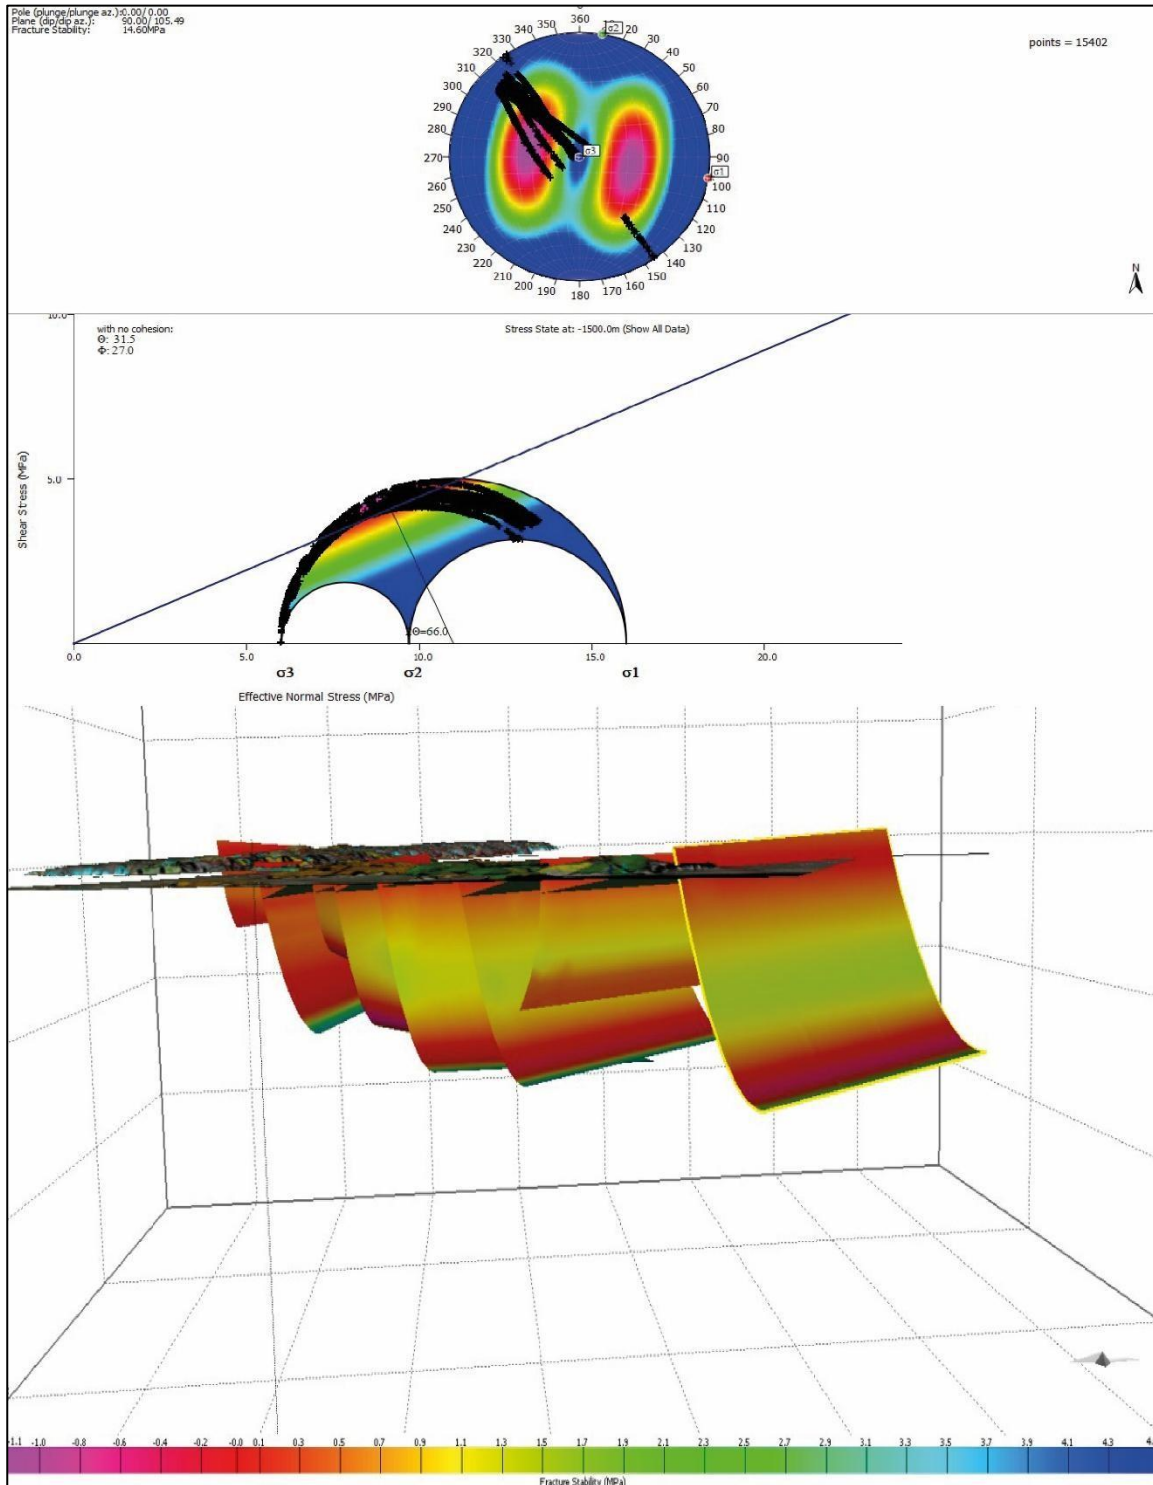 Pole (plunge/plunge az.):0.00/ 0.00
Plane (dip/dip az.): 90.00/ 105.49
Fracture Stability: 14.60MPa
points = 15402
360
350
340
330
320
310
300
290
280
270
260
250
240
230
220
210
200
190
180
170
160
150
140
130
120
110
100
90
80
70
60
50
40
30
20
σ2
σ3
σ1
N
with no cohesion:
Θ: 31.5
Φ: 27.0
Stress State at: -1500.0m (Show All Data)
10.0
5.0
Shear Stress (MPa)
Θ=66.0
0.0 5.0 10.0 15.0 20.0
σ3 σ2 σ1
Effective Normal Stress (MPa)
-1.1 -1.0 -0.8 -0.6 -0.4 -0.2 -0.0 0.1 0.3 0.5 0.7 0.9 1.1 1.3 1.5 1.7 1.9 2.1 2.3 2.5 2.7 2.9 3.1 3.3 3.5 3.7 3.9 4.1 4.3
Fracture Stability (MPa)